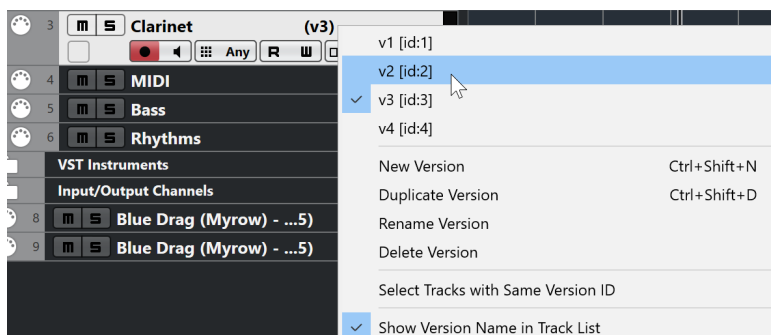 3 m S Clarinet (v3)
Any R W
4 m S MIDI
5 m S Bass
6 m S Rhythms
VST Instruments
Input/Output Channels
8 m S Blue Drag (Myrow) - ...5)
9 m S Blue Drag (Myrow) - ...5)
v1 [id:1]
v2 [id:2]
v3 [id:3]
v4 [id:4]
New Version Ctrl+Shift+N
Duplicate Version Ctrl+Shift+D
Rename Version
Delete Version
Select Tracks with Same Version ID
Show Version Name in Track List